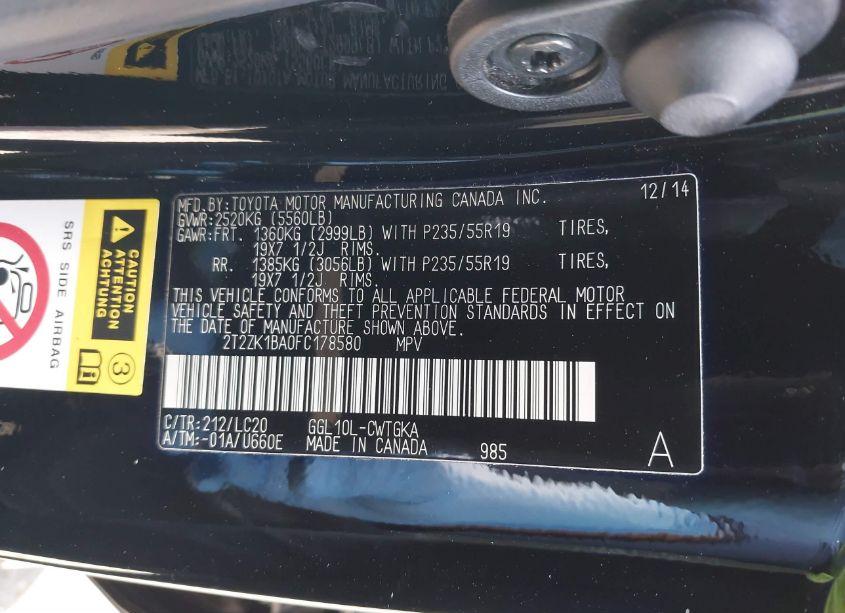 MFD.BY:TOYOTA MOTOR MANUFACTURING CANADA INC. 12/14
GVWR:2520KG (5560LB)
GAWR:FRT. 1360KG (2999LB) WITH P235/55R19 TIRES,
19X7 1/2J RIMS.
RR. 1385KG (3056LB) WITH P235/55R19 TIRES,
19X7 1/2J RIMS.
THIS VEHICLE CONFORMS TO ALL APPLICABLE FEDERAL MOTOR
VEHICLE SAFETY AND THEFT PREVENTION STANDARDS IN EFFECT ON
THE DATE OF MANUFACTURE SHOWN ABOVE.
2T2ZK1BA0FC178580 MPV
C/TR:212/LC20 GGL10L-CWTGKA
A/TM:-01A/U660E MADE IN CANADA 985 A
SRS SIDE AIRBAG
CAUTION
ATTENTION
ACHTUNG
3